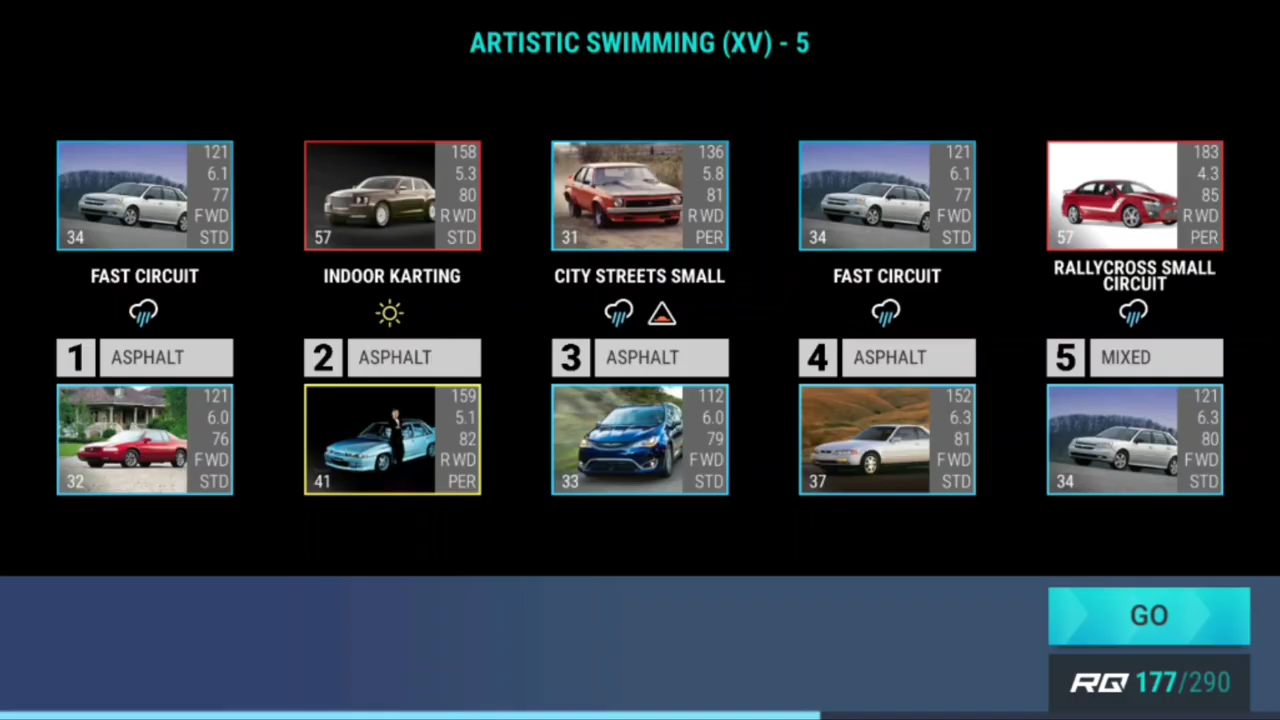 ARTISTIC SWIMMING (XV) - 5
121
6.1
77
FWD
34 STD
158
5.3
80
RWD
57 STD
136
5.8
81
RWD
31 PER
121
6.1
77
FWD
34 STD
183
4.3
85
RWD
57 PER
FAST CIRCUIT
INDOOR KARTING
CITY STREETS SMALL
FAST CIRCUIT
RALLYCROSS SMALL
CIRCUIT
1 ASPHALT
2 ASPHALT
3 ASPHALT
4 ASPHALT
5 MIXED
121
6.0
76
FWD
32 STD
159
5.1
82
RWD
41 PER
112
6.0
79
FWD
33 STD
152
6.3
81
FWD
37 STD
121
6.3
80
FWD
34 STD
GO
RQ 177/290